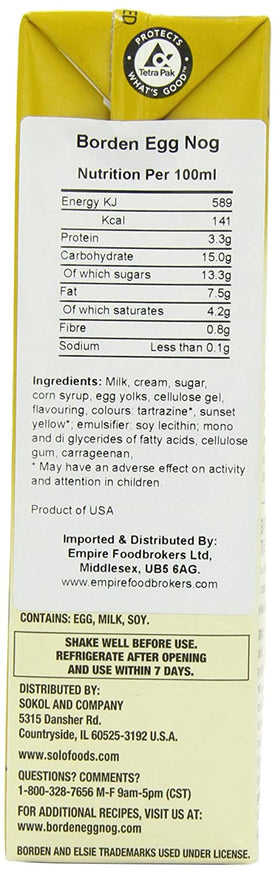 ED
PROTECTS
Tetra Pak
WHAT'S GOOD™
Borden Egg Nog
Nutrition Per 100ml
Energy KJ 589
Kcal 141
Protein 3.3g
Carbohydrate 15.0g
Of which sugars 13.3g
Fat 7.5g
Of which saturates 4.2g
Fibre 0.8g
Sodium Less than 0.1g
Ingredients: Milk, cream, sugar,
corn syrup, egg yolks, cellulose gel,
flavouring, colours: tartrazine*, sunset
yellow*; emulsifier: soy lecithin; mono
and di glycerides of fatty acids, cellulose
gum, carrageenan,
* May have an adverse effect on activity
and attention in children.
Product of USA
Imported & Distributed By:
Empire Foodbrokers Ltd,
Middlesex, UB5 6AG.
www.empirefoodbrokers.com
CONTAINS: EGG, MILK, SOY.
SHAKE WELL BEFORE USE.
REFRIGERATE AFTER OPENING
AND USE WITHIN 7 DAYS.
DISTRIBUTED BY:
SOKOL AND COMPANY
5315 Dansher Rd.
Countryside, IL 60525-3192 U.S.A.
www.solofoods.com
QUESTIONS? COMMENTS?
1-800-328-7656 M-F 9am-5pm (CST)
FOR ADDITIONAL RECIPES, VISIT US AT:
www.bordeneggnog.com
BORDEN AND ELSIE TRADEMARKS USED UNDER LICENSE.